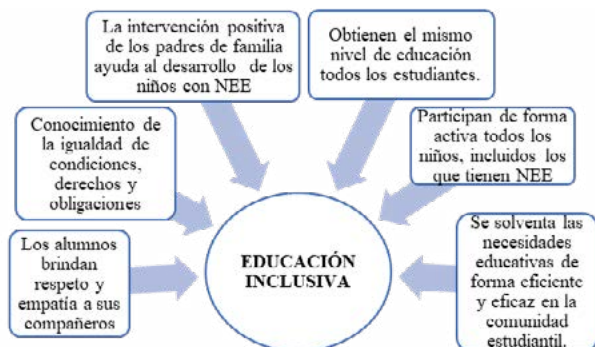 La intervención positiva
de los padres de familia
ayuda al desarrollo de los
niños con NEE
Obtienen el mismo
nivel de educación
todos los estudiantes.
Conocimiento de
la igualdad de
condiciones,
derechos y
obligaciones
Participan de forma
activa todos los
niños, incluidos los
que tienen NEE
Los alumnos
brindan
respeto y
empatía a sus
compañeros
EDUCACIÓN
INCLUSIVA
Se solventa las
necesidades
educativas de
forma eficiente
y eficaz en la
comunidad
estudiantil.